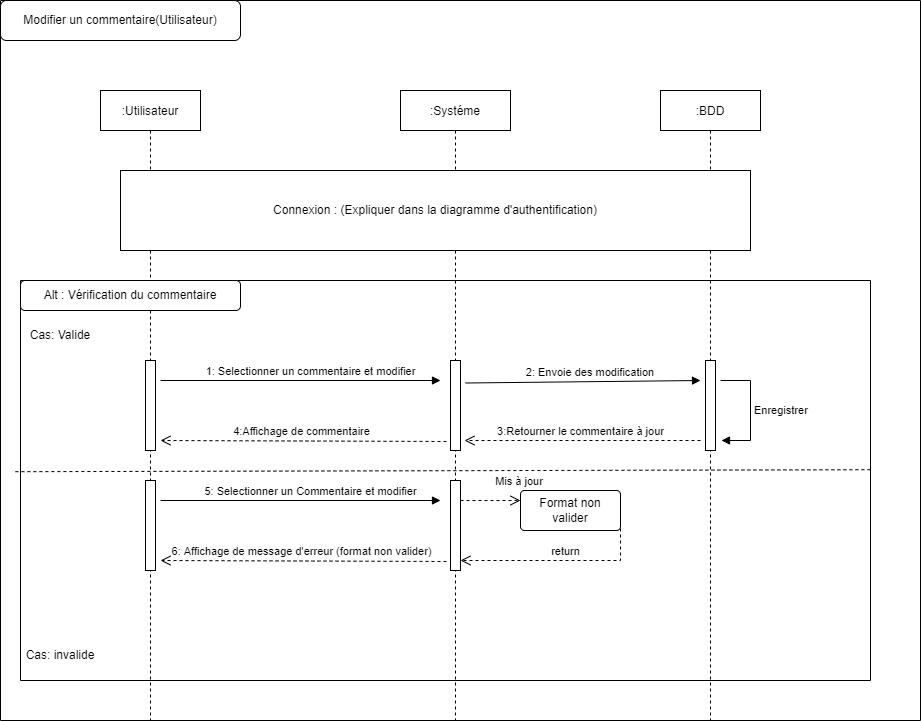 Modifier un commentaire(Utilisateur)
:Utilisateur
:Systéme
:BDD
Connexion : (Expliquer dans la diagramme d'authentification)
Alt : Vérification du commentaire
Cas: Valide
1: Selectionner un commentaire et modifier
2: Envoie des modification
Enregistrer
4:Affichage de commentaire
3:Retourner le commentaire à jour
5: Selectionner un Commentaire et modifier
Mis à jour
Format non
valider
6: Affichage de message d'erreur (format non valider)
return
Cas: invalide